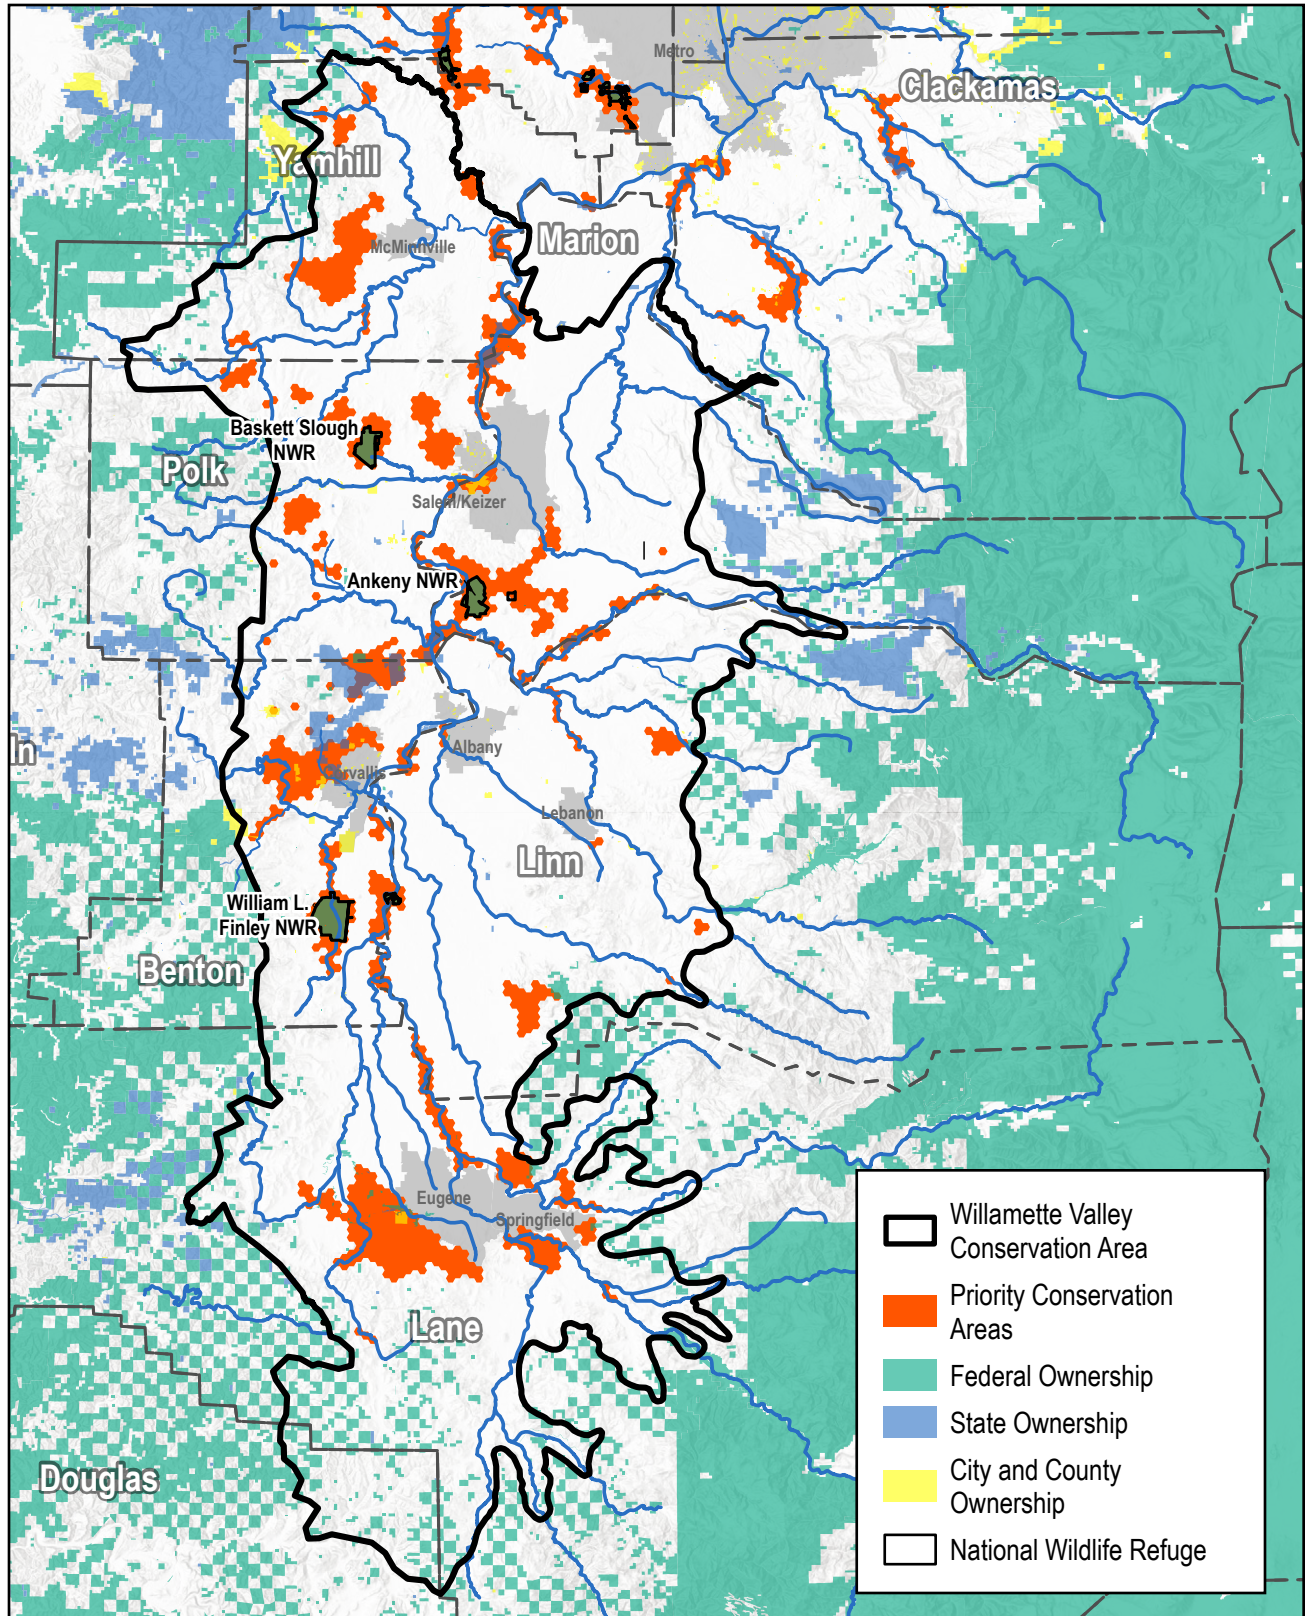 Metro
Clackamas
Yamhill
McMinnville
Marion
Baskett Slough
NWR
Polk
Salem/Keizer
Ankeny NWR
ln
Albany
Corvallis
Lebanon
Linn
William L.
Finley NWR
Benton
Eugene
Springfield
Lane
Douglas
Willamette Valley
Conservation Area
Priority Conservation
Areas
Federal Ownership
State Ownership
City and County
Ownership
National Wildlife Refuge